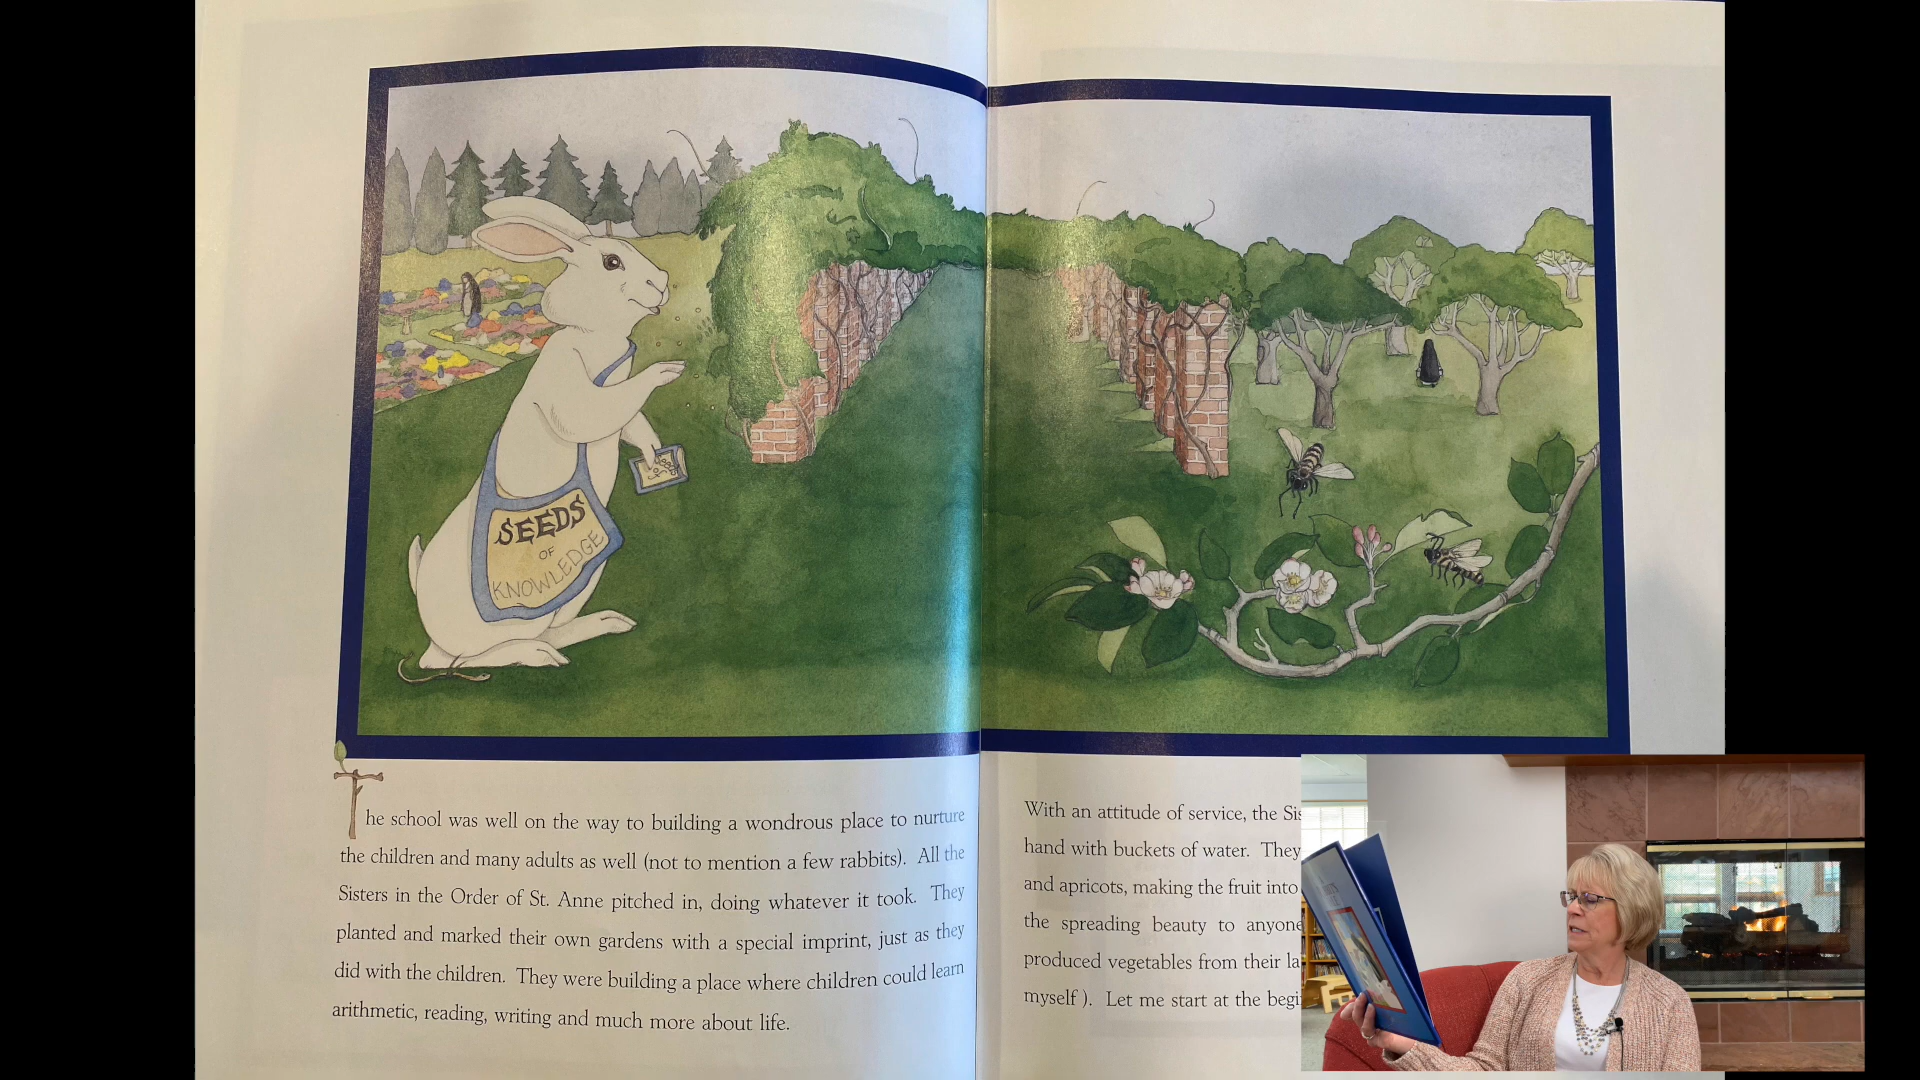 SEEDS
OF
KNOWLEDGE
Seeds
of
The school was well on the way to building a wondrous place to nurture
the children and many adults as well (not to mention a few rabbits). All the
Sisters in the Order of St. Anne pitched in, doing whatever it took. They
planted and marked their own gardens with a special imprint, just as they
did with the children. They were building a place where children could learn
arithmetic, reading, writing and much more about life.
With an attitude of service, the Sis
hand with buckets of water. They
and apricots, making the fruit into
the spreading beauty to anyone
produced vegetables from their la
myself ). Let me start at the begi